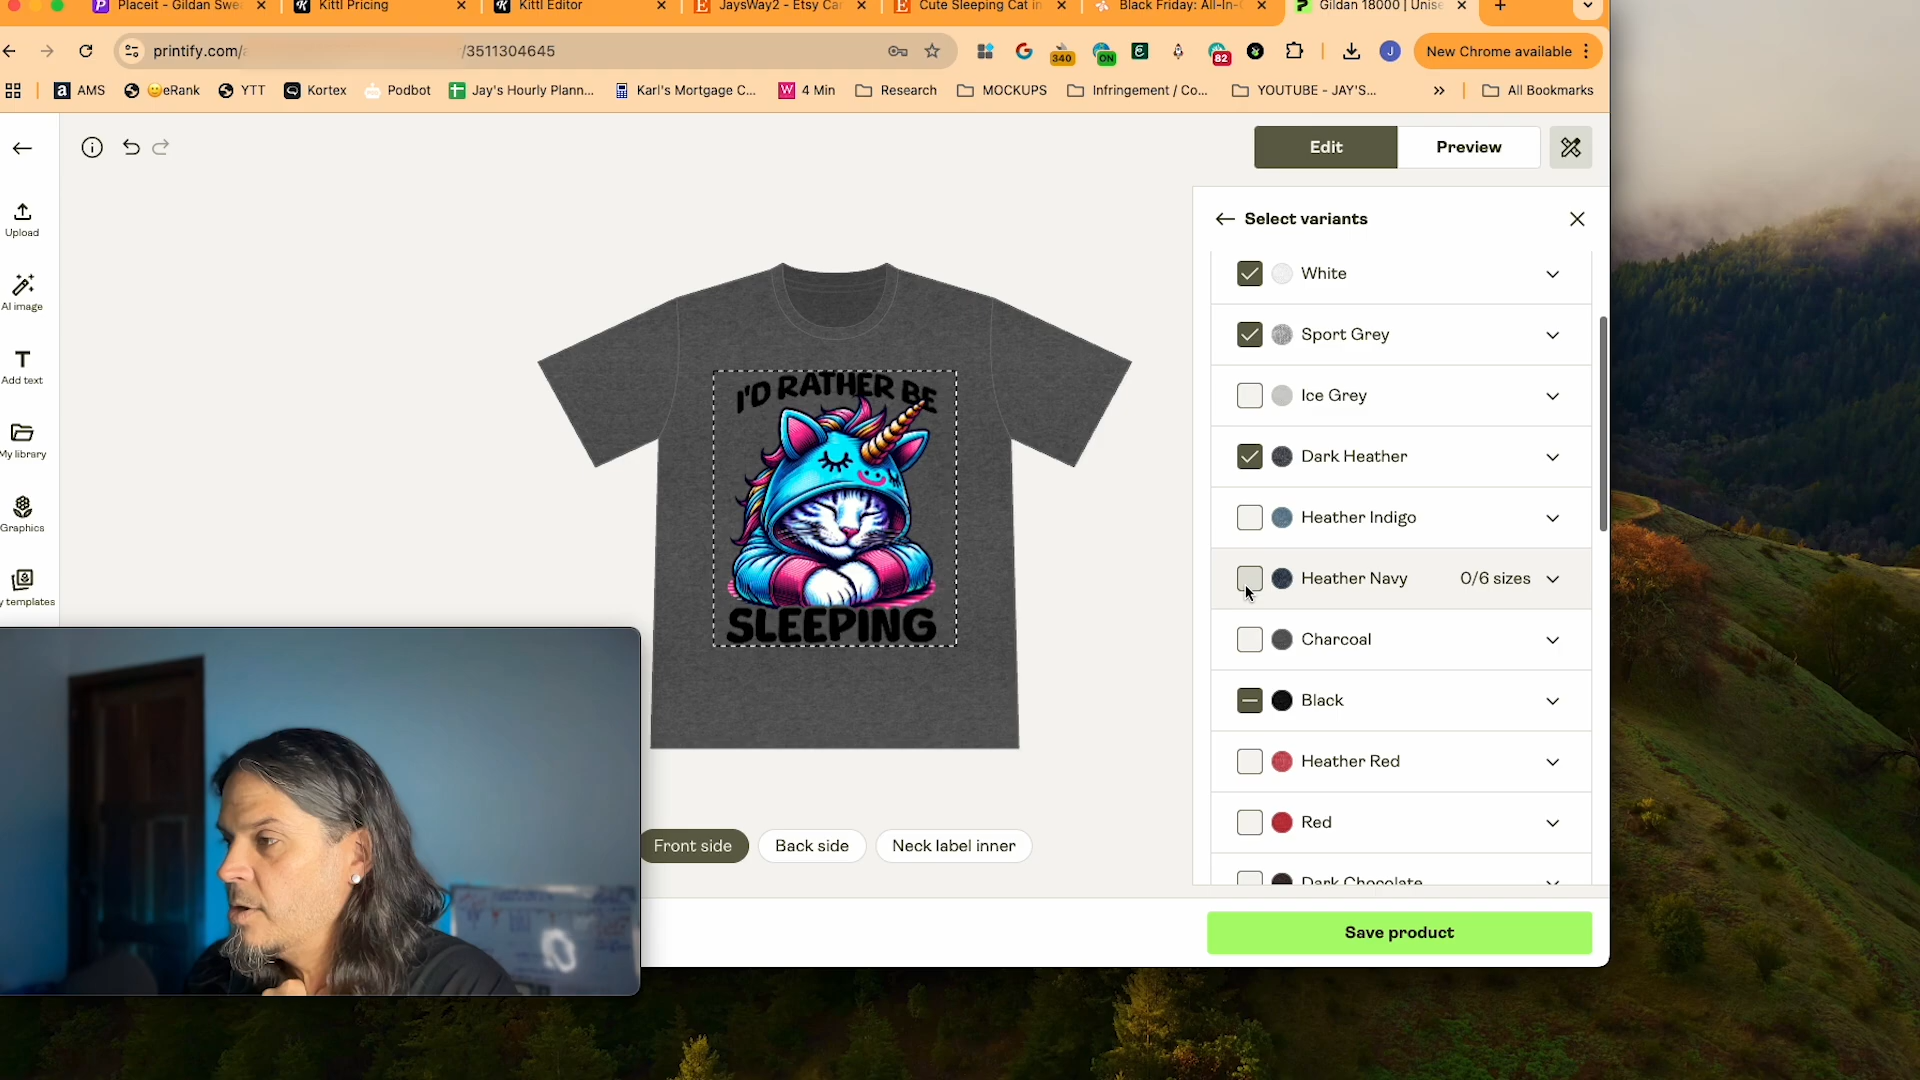 Placeit - Gildan Swea
Kittl Pricing
Kittl Editor
JaysWay2 - Etsy Ca
Cute Sleeping Cat in
Black Friday: All-In-
Gildan 18000 | Unise
printify.com/
/3511304645
340
ON
82
J
New Chrome available
AMS
eRank
YTT
Kortex
Podbot
Jay's Hourly Plann...
Karl's Mortgage C...
4 Min
Research
MOCKUPS
Infringement / Co...
YOUTUBE - JAY'S...
All Bookmarks
Edit
Preview
Upload
AI image
Add text
My library
Graphics
y templates
Select variants
White
Sport Grey
Ice Grey
Dark Heather
Heather Indigo
Heather Navy
0/6 sizes
Charcoal
Black
Heather Red
Red
Dark Chocolate
I'D RATHER BE
SLEEPING
Front side
Back side
Neck label inner
Save product